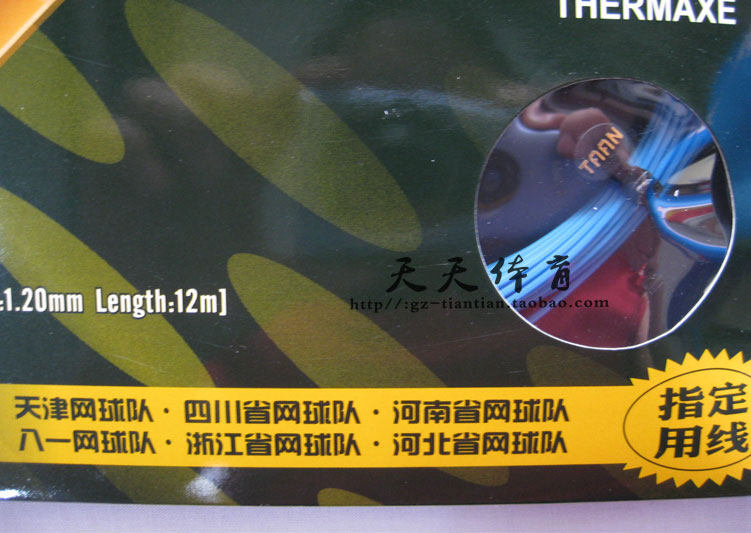 THERMAXE
TAAN
天天体育
http//:gz-tiantian.taobao.com
:1.20mm Length:12m]
天津网球队·四川省网球队·河南省网球队
八一网球队·浙江省网球队·河北省网球队
指定
用线